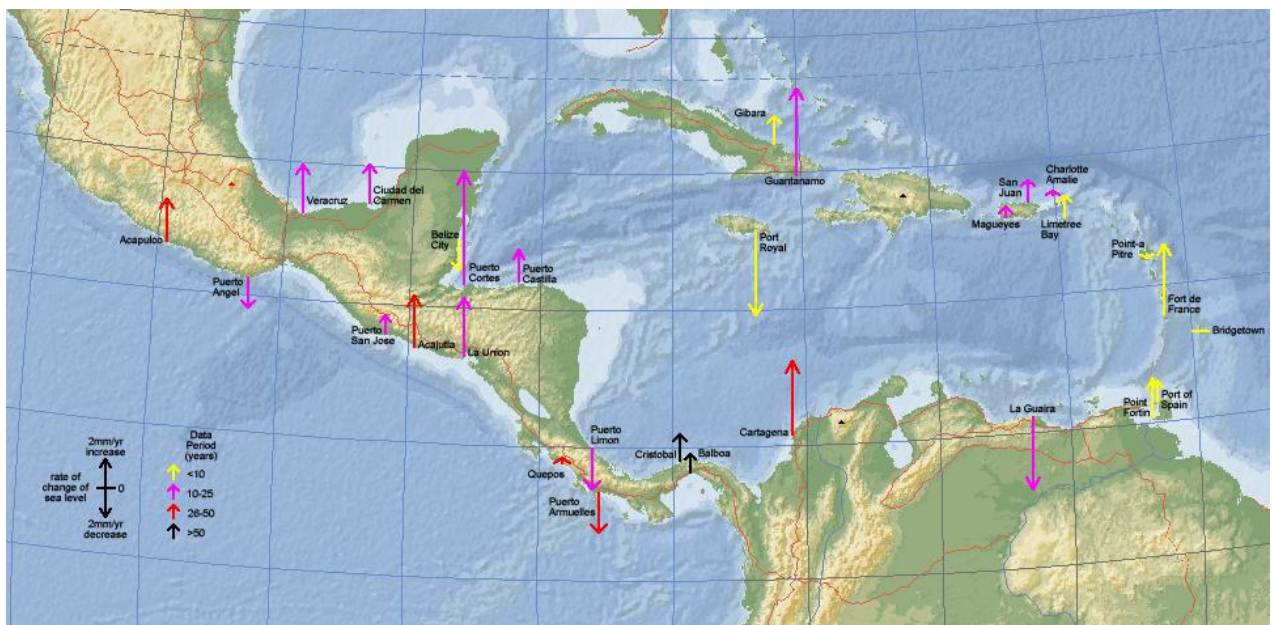 Gibara
Guantanamo
Charlotte
Amalie
San
Juan
Magueyes
Limetree
Bay
Veracruz
Ciudad del
Carmen
Acapulco
Belize
City
Port
Royal
Point-a
Pitre
Puerto
Angel
Puerto
Cortes
Puerto
Castilla
Fort de
France
Bridgetown
Puerto
San Jose
Acajutla
La Union
Point
Fortin
Port of
Spain
La Guaira
Cartagena
Puerto
Limon
Cristobal
Balboa
Quepos
Puerto
Armuelles
2mm/yr
increase
rate of
change of
sea level
0
2mm/yr
decrease
Data
Period
(years)
<10
10-25
26-50
>50